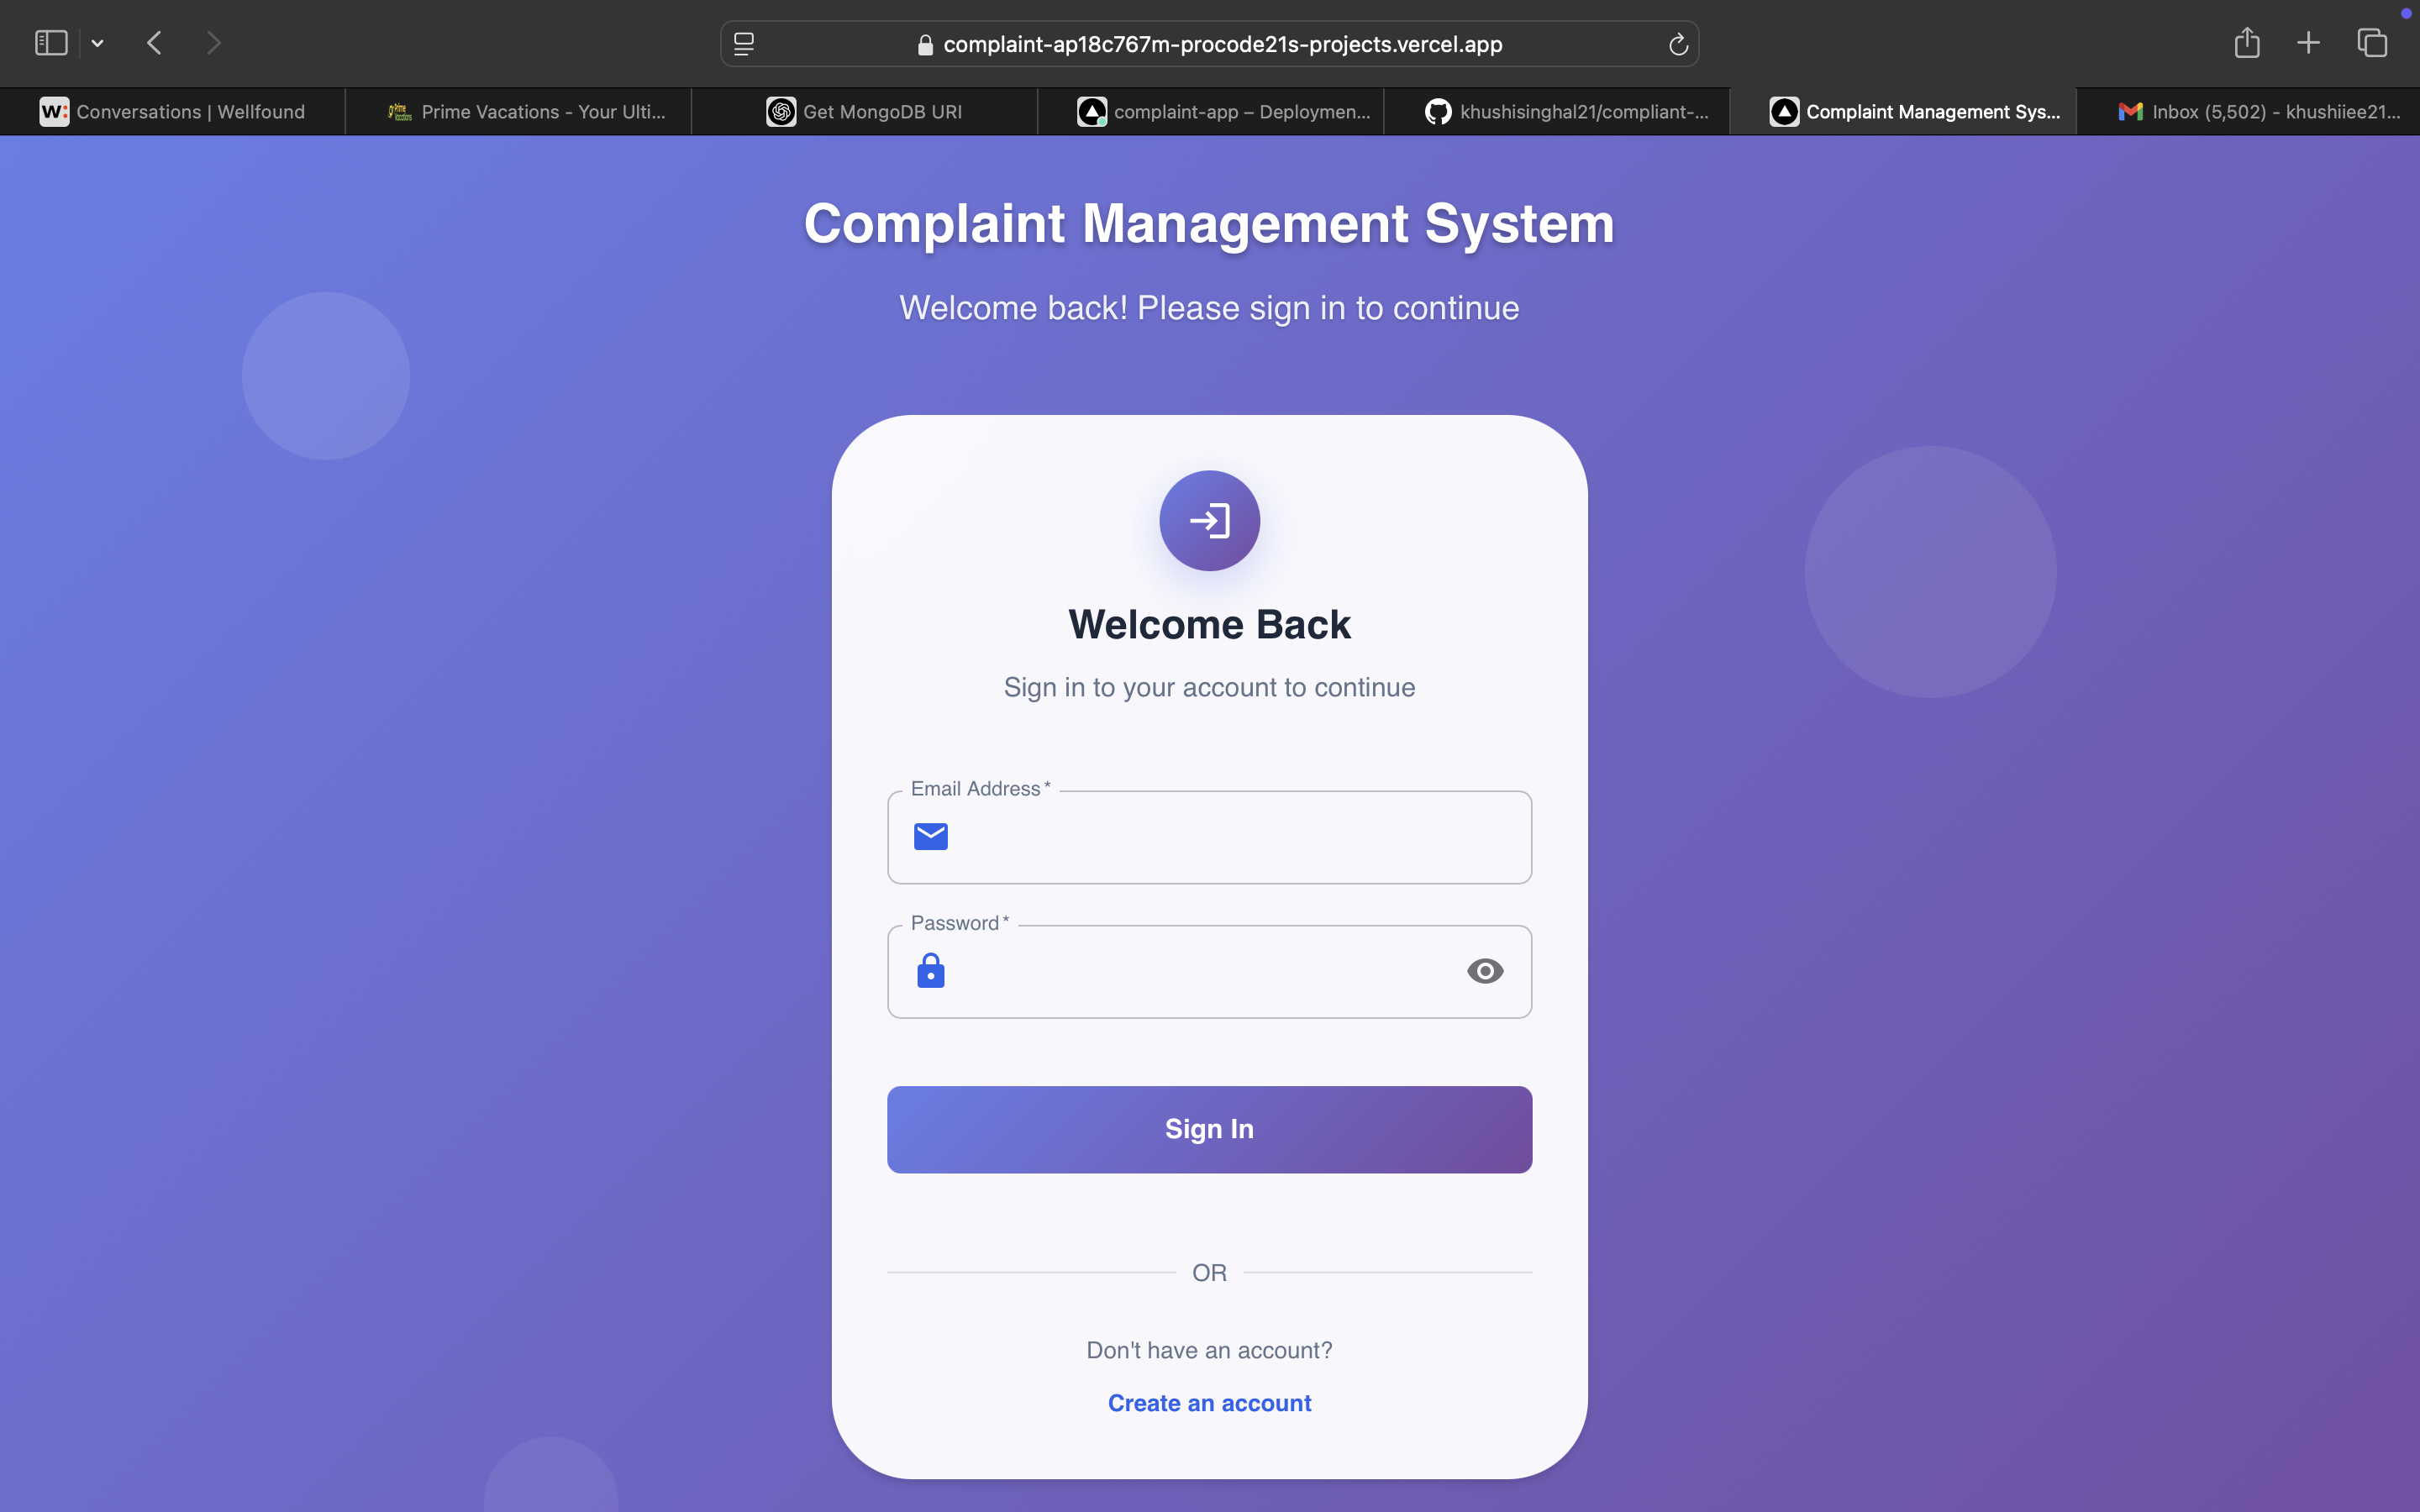 complaint-ap18c767m-procode21s-projects.vercel.app
W: Conversations | Wellfound
Prime Vacations - Your Ulti...
Get MongoDB URI
complaint-app – Deploymen...
khushisinghal21/compliant-...
Complaint Management Sys...
Inbox (5,502) - khushiiee21...
Complaint Management System
Welcome back! Please sign in to continue
Welcome Back
Sign in to your account to continue
Email Address *
Password *
Sign In
OR
Don't have an account?
Create an account